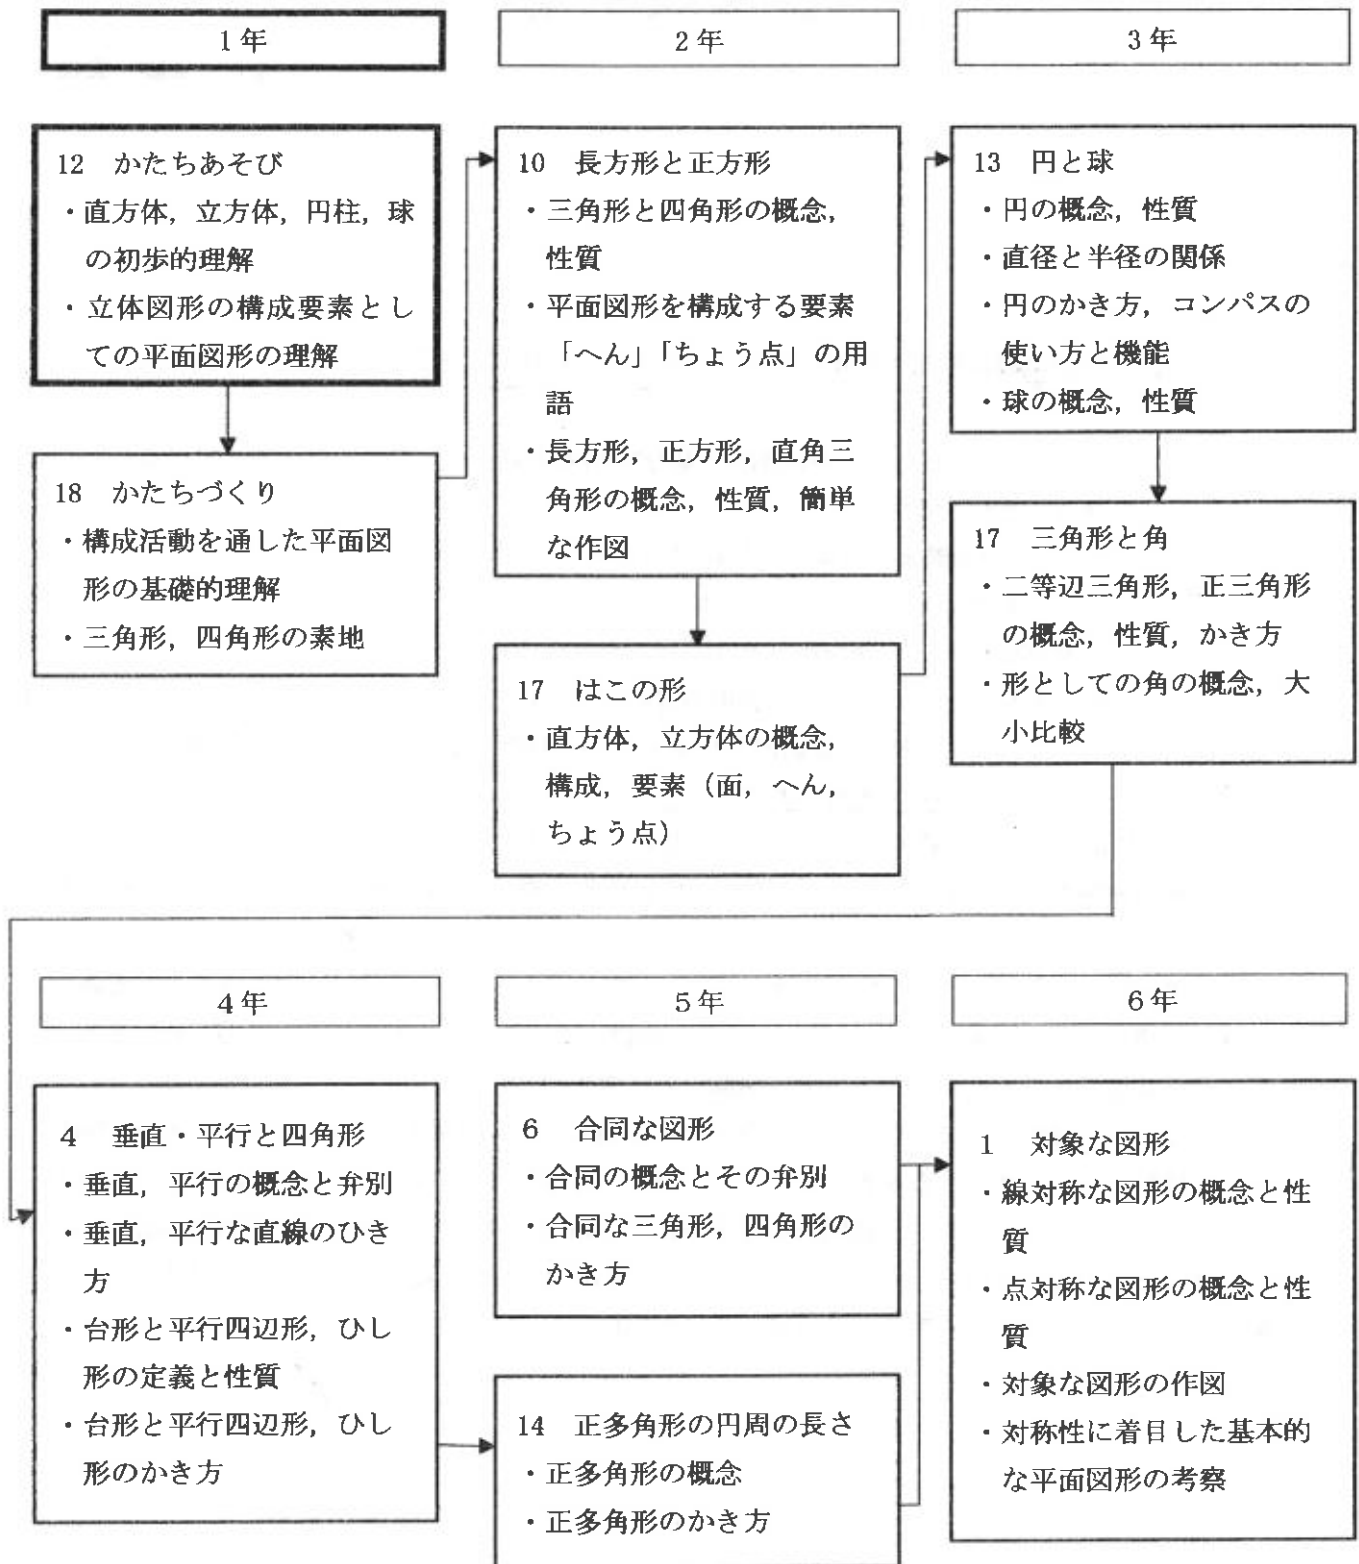 1年
12 かたちあそび
・直方体，立方体，円柱，球
の初歩的理解
・立体図形の構成要素とし
ての平面図形の理解
18 かたちづくり
・構成活動を通した平面図
形の基礎的理解
・三角形，四角形の素地
2年
10 長方形と正方形
・三角形と四角形の概念，
性質
・平面図形を構成する要素
「へん」「ちょう点」の用
語
・長方形，正方形，直角三
角形の概念，性質，簡単
な作図
17 はこの形
・直方体，立方体の概念，
構成，要素（面，へん，
ちょう点）
3年
13 円と球
・円の概念，性質
・直径と半径の関係
・円のかき方，コンパスの
使い方と機能
・球の概念，性質
17 三角形と角
・二等辺三角形，正三角形
の概念，性質，かき方
・形としての角の概念，大
小比較
4年
4 垂直・平行と四角形
・垂直，平行の概念と弁別
・垂直，平行な直線のひき
方
・台形と平行四辺形，ひし
形の定義と性質
・台形と平行四辺形，ひし
形のかき方
5年
6 合同な図形
・合同の概念とその弁別
・合同な三角形，四角形の
かき方
14 正多角形の円周の長さ
・正多角形の概念
・正多角形のかき方
6年
1 対象な図形
・線対称な図形の概念と性
質
・点対称な図形の概念と性
質
・対象な図形の作図
・対称性に着目した基本的
な平面図形の考察